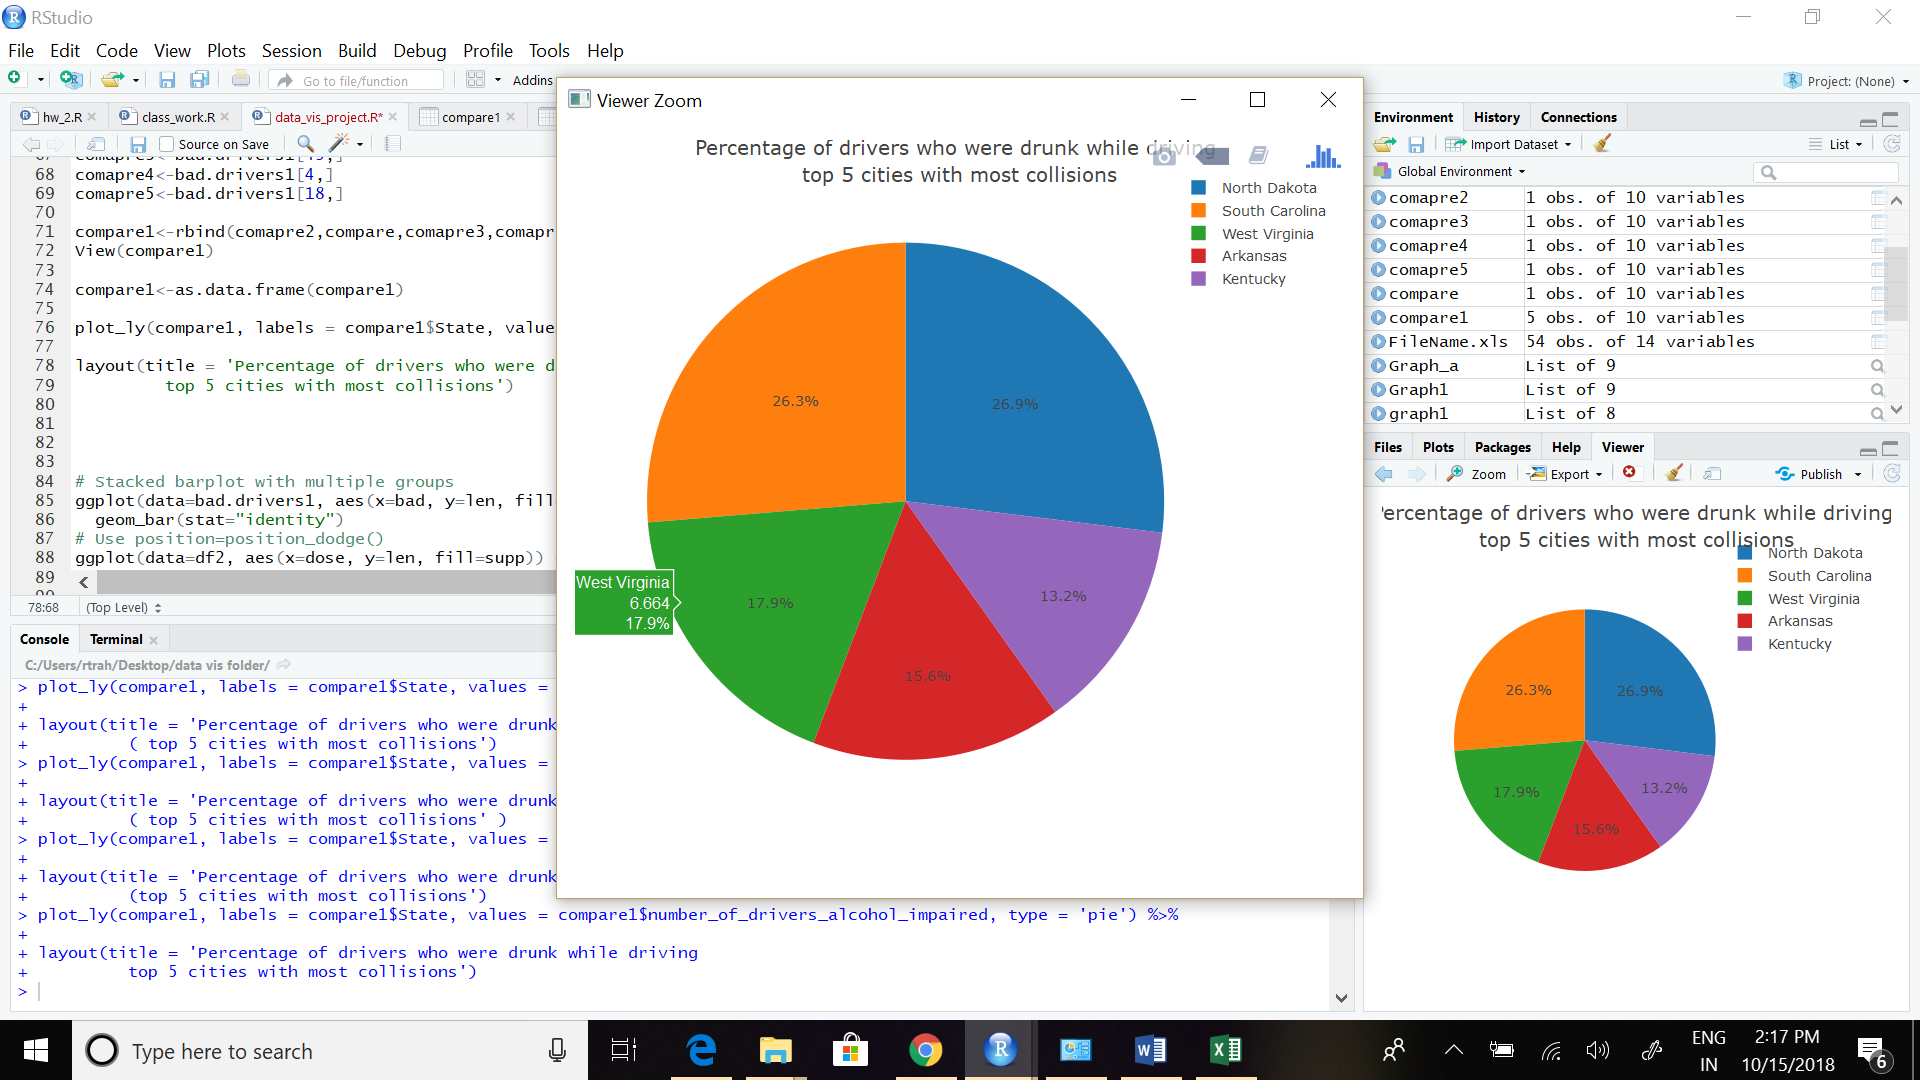 RStudio
File Edit Code View Plots Session Build Debug Profile Tools Help
Go to file/function Addins Project: (None)
hw_2.R class_work.R data_vis_project.R* compare1
Source on Save
68 comapre4<-bad.drivers1[4,]
69 comapre5<-bad.drivers1[18,]
70
71 compare1<-rbind(comapre2,compare,comapre3,comapr
72 View(compare1)
73
74 compare1<-as.data.frame(compare1)
75
76 plot_ly(compare1, labels = compare1$State, value
77
78 layout(title = 'Percentage of drivers who were d
79 top 5 cities with most collisions')
80
81
82
83
84 # Stacked barplot with multiple groups
85 ggplot(data=bad.drivers1, aes(x=bad, y=len, fill
86 geom_bar(stat="identity")
87 # Use position=position_dodge()
88 ggplot(data=df2, aes(x=dose, y=len, fill=supp))
89
78:68 (Top Level)
Console Terminal
C:/Users/rtrah/Desktop/data vis folder/
> plot_ly(compare1, labels = compare1$State, values =
+
+ layout(title = 'Percentage of drivers who were drunk
+ ( top 5 cities with most collisions')
> plot_ly(compare1, labels = compare1$State, values =
+
+ layout(title = 'Percentage of drivers who were drunk
+ ( top 5 cities with most collisions' )
> plot_ly(compare1, labels = compare1$State, values =
+
+ layout(title = 'Percentage of drivers who were drunk
+ (top 5 cities with most collisions')
> plot_ly(compare1, labels = compare1$State, values = compare1$number_of_drivers_alcohol_impaired, type = 'pie') %>%
+
+ layout(title = 'Percentage of drivers who were drunk while driving
+ top 5 cities with most collisions')
>
Viewer Zoom
Percentage of drivers who were drunk while driving
top 5 cities with most collisions
North Dakota
South Carolina
West Virginia
Arkansas
Kentucky
26.3%
26.9%
17.9%
13.2%
15.6%
West Virginia
6.664
17.9%
Environment History Connections
Import Dataset List
Global Environment
comapre2 1 obs. of 10 variables
comapre3 1 obs. of 10 variables
comapre4 1 obs. of 10 variables
comapre5 1 obs. of 10 variables
compare 1 obs. of 10 variables
compare1 5 obs. of 10 variables
FileName.xls 54 obs. of 14 variables
Graph_a List of 9
Graph1 List of 9
graph1 List of 8
Files Plots Packages Help Viewer
Zoom Export Publish
ercentage of drivers who were drunk while driving
top 5 cities with most collisions
North Dakota
South Carolina
West Virginia
Arkansas
Kentucky
26.3%
26.9%
17.9%
13.2%
15.6%
Type here to search
ENG
IN
2:17 PM
10/15/2018
6